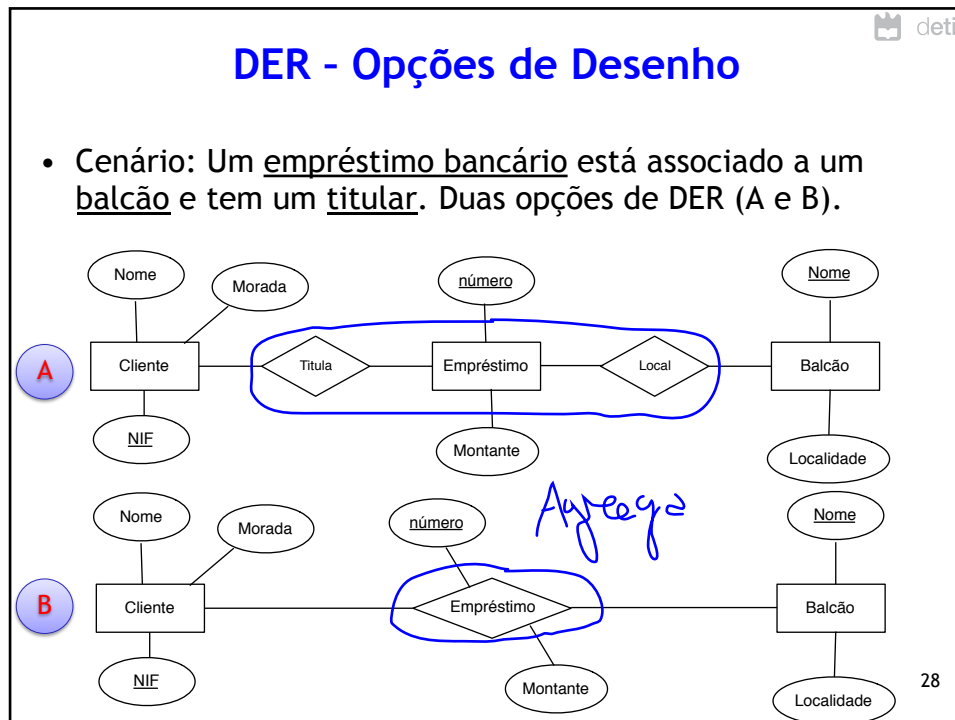 deti
DER - Opções de Desenho
• Cenário: Um empréstimo bancário está associado a um
balcão e tem um titular. Duas opções de DER (A e B).
Nome
Morada
número
Nome
A
Cliente
Titula
Empréstimo
Local
Balcão
NIF
Montante
Localidade
Agrega
Nome
Morada
número
Nome
B
Cliente
Empréstimo
Balcão
NIF
Montante
Localidade
28